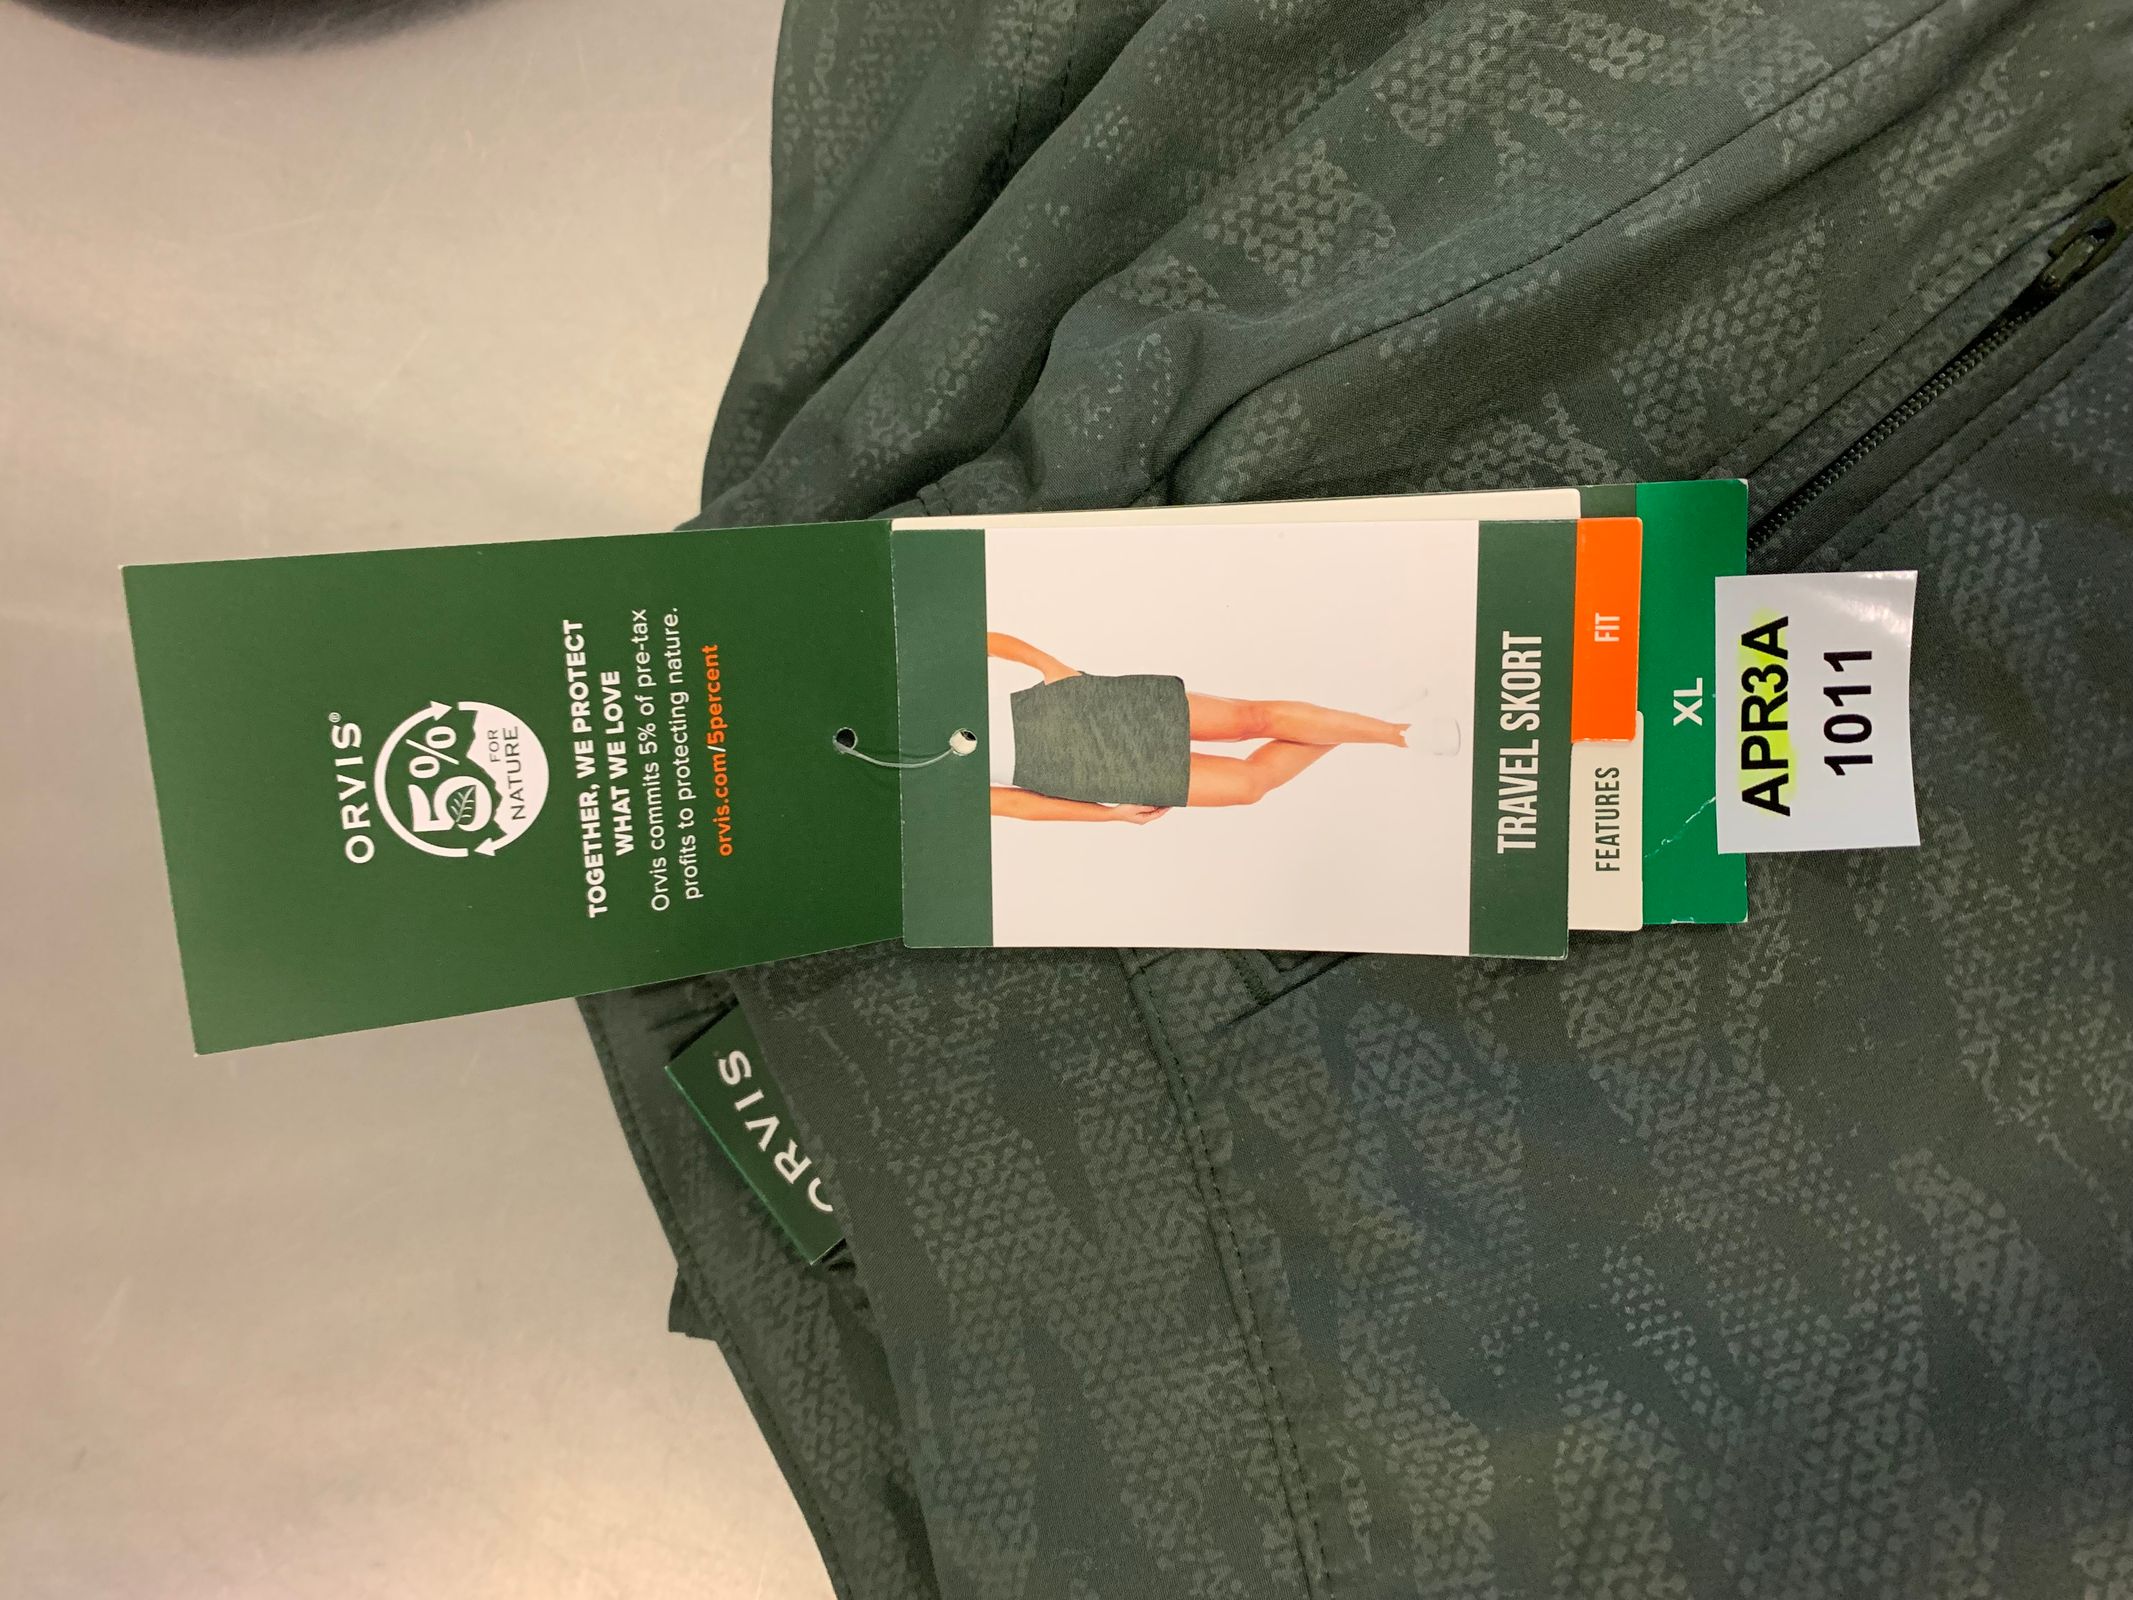 ORVIS®
5%
FOR
NATURE
TOGETHER, WE PROTECT
WHAT WE LOVE
Orvis commits 5% of pre-tax
profits to protecting nature.
orvis.com/5percent
TRAVEL SKORT
FEATURES
FIT
XL
APR3A
1011
ORVIS